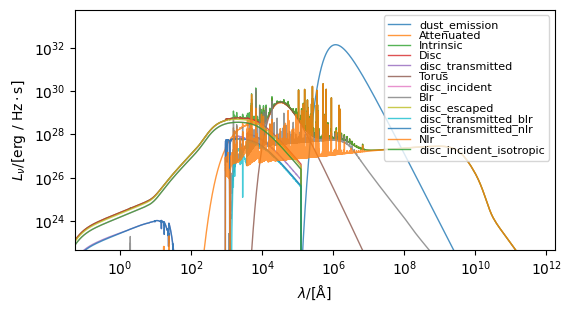 dust_emission
Attenuated
Intrinsic
Disc
disc_transmitted
Torus
disc_incident
Blr
disc_escaped
disc_transmitted_blr
disc_transmitted_nlr
Nlr
disc_incident_isotropic
10^32
10^30
10^28
10^26
10^24
L_ν/[erg / Hz · s]
10^0 10^2 10^4 10^6 10^8 10^10 10^12
λ/[Å]